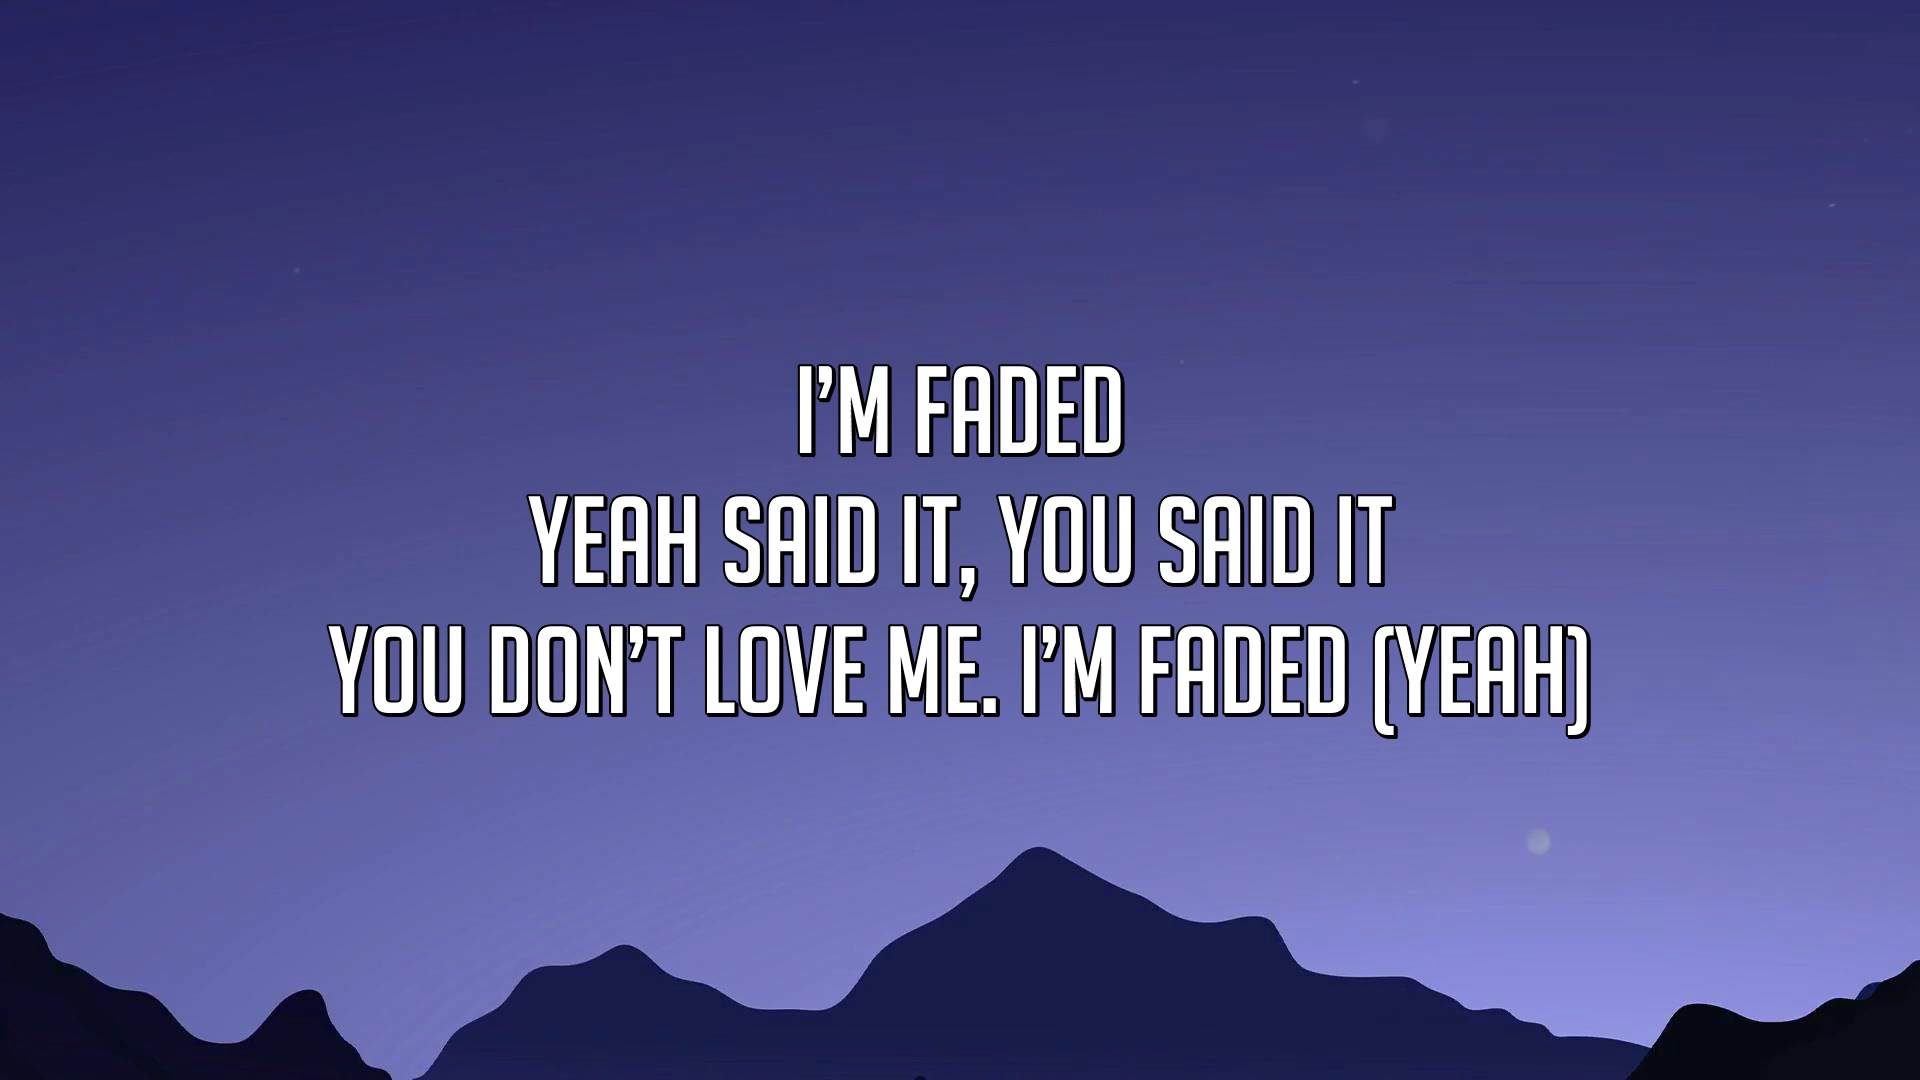 I'M FADED
YEAH SAID IT, YOU SAID IT
YOU DON'T LOVE ME. I'M FADED (YEAH)